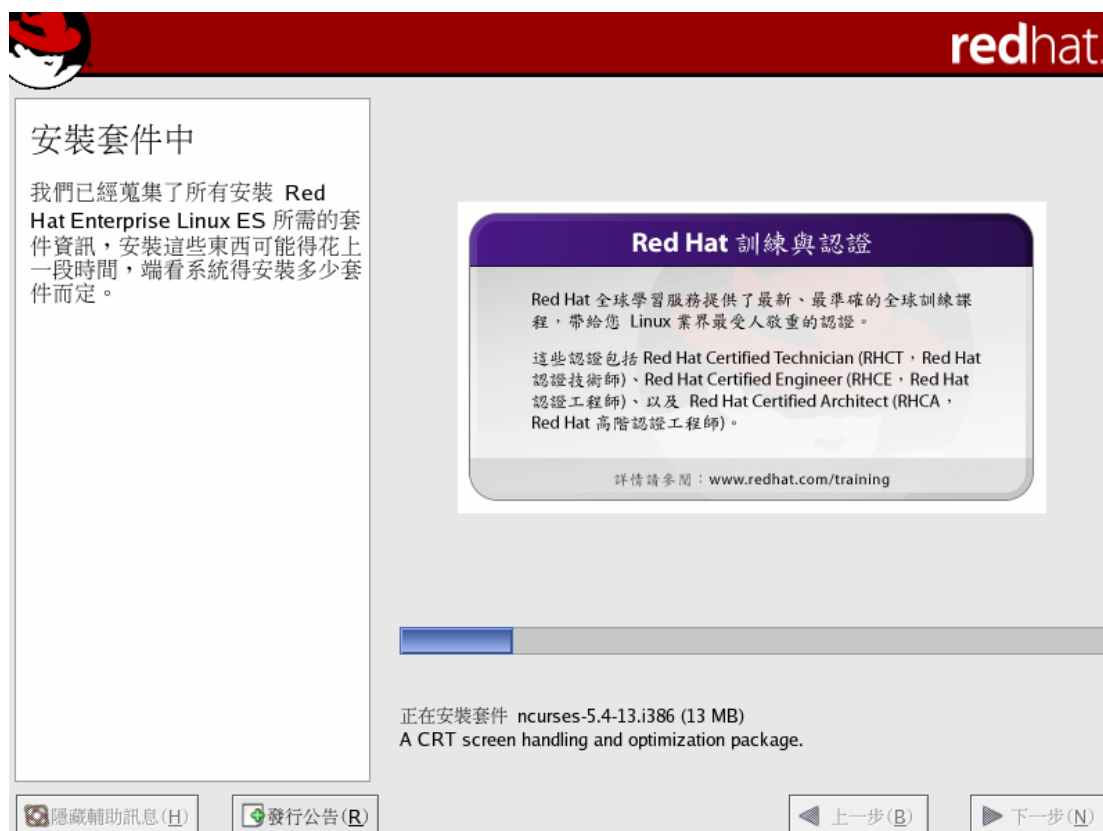 redhat.
安裝套件中
我們已經蒐集了所有安裝 Red
Hat Enterprise Linux ES 所需的套
件資訊，安裝這些東西可能得花上
一段時間，端看系統得安裝多少套
件而定。
Red Hat 訓練與認證
Red Hat 全球學習服務提供了最新、最準確的全球訓練課
程，帶給您 Linux 業界最受人敬重的認證。
這些認證包括 Red Hat Certified Technician (RHCT，Red Hat
認證技術師)、Red Hat Certified Engineer (RHCE，Red Hat
認證工程師)、以及 Red Hat Certified Architect (RHCA，
Red Hat 高階認證工程師)。
詳情請參閱：www.redhat.com/training
正在安裝套件 ncurses-5.4-13.i386 (13 MB)
A CRT screen handling and optimization package.
隱藏輔助訊息(H) 發行公告(R) 上一步(B) 下一步(N)